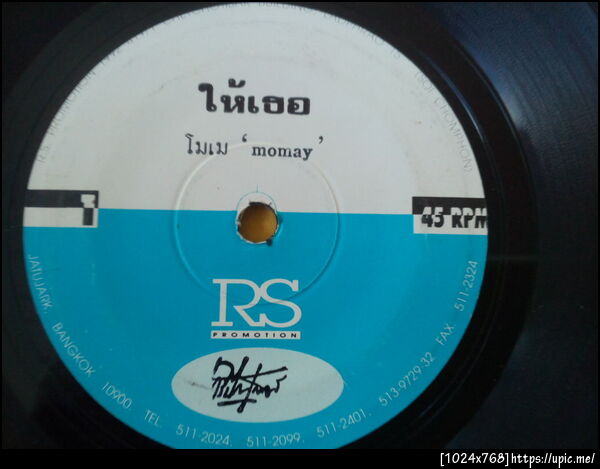 ให้เธอ
โมเม ‘momay’
1
45 RPM
RS
PROMOTION
JATUJARK, BANGKOK 10900. TEL. 511-2024, 511-2099, 511-2401, 513-9729 32 FAX 511-2324
[1024x768]https://upic.me/